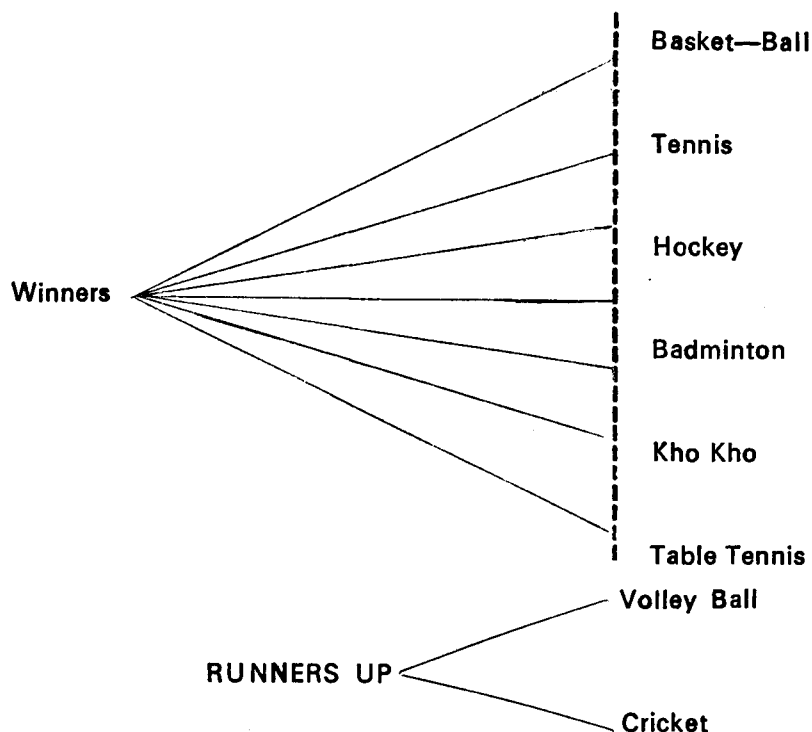 Basket—Ball
Tennis
Hockey
Winners
Badminton
Kho Kho
Table Tennis
Volley Ball
RUNNERS UP
Cricket